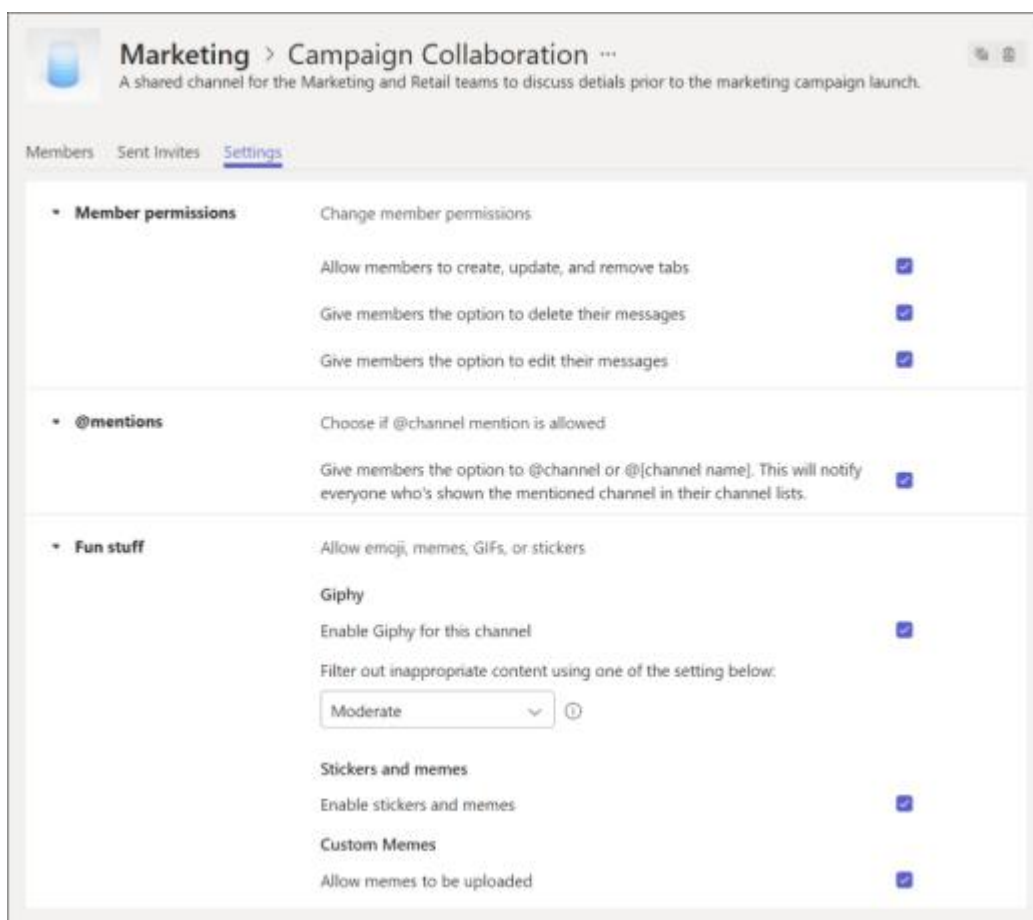 Marketing > Campaign Collaboration ···
A shared channel for the Marketing and Retail teams to discuss detials prior to the marketing campaign launch.
Members Sent Invites Settings
Member permissions Change member permissions
Allow members to create, update, and remove tabs
Give members the option to delete their messages
Give members the option to edit their messages
@mentions Choose if @channel mention is allowed
Give members the option to @channel or @[channel name]. This will notify
everyone who's shown the mentioned channel in their channel lists.
Fun stuff Allow emoji, memes, GIFs, or stickers
Giphy
Enable Giphy for this channel
Filter out inappropriate content using one of the setting below:
Moderate
Stickers and memes
Enable stickers and memes
Custom Memes
Allow memes to be uploaded